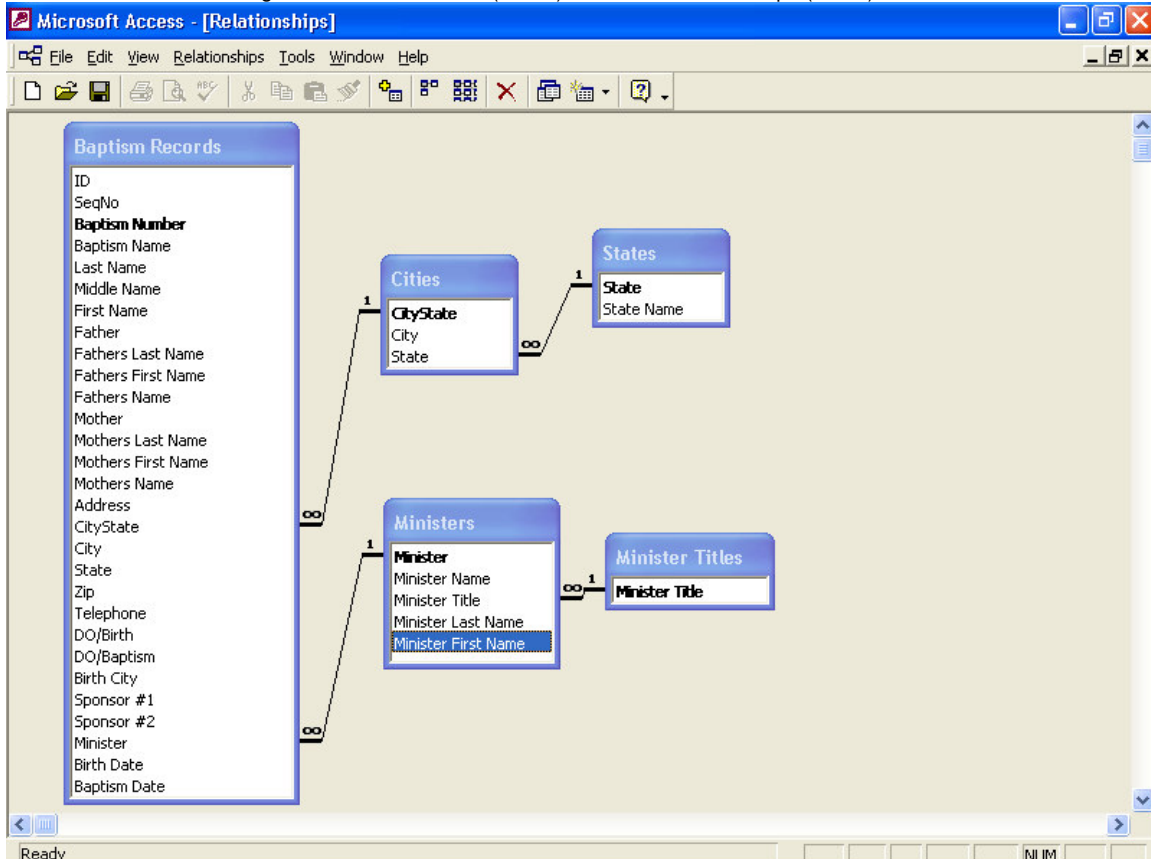 Microsoft Access - [Relationships]
File Edit View Relationships Tools Window Help
Baptism Records
ID
SeqNo
Baptism Number
Baptism Name
Last Name
Middle Name
First Name
Father
Fathers Last Name
Fathers First Name
Fathers Name
Mother
Mothers Last Name
Mothers First Name
Mothers Name
Address
CityState
City
State
Zip
Telephone
DO/Birth
DO/Baptism
Birth City
Sponsor #1
Sponsor #2
Minister
Birth Date
Baptism Date
1
∞
Cities
CityState
City
State
1
∞
States
State
State Name
1
∞
Ministers
Minister
Minister Name
Minister Title
Minister Last Name
Minister First Name
∞ 1
Minister Titles
Minister Title
Ready
NUM